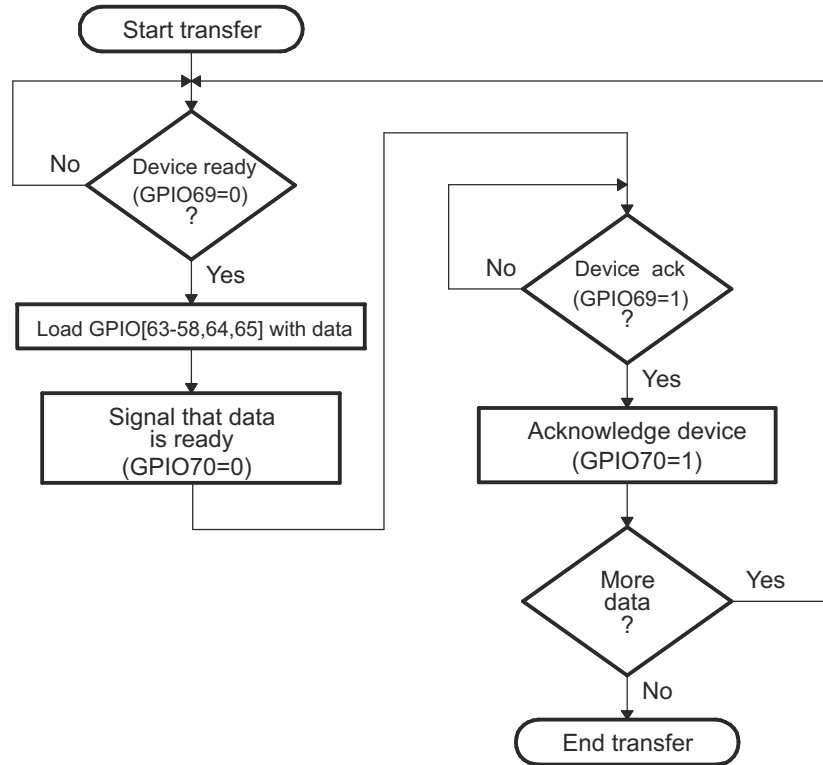 Start transfer
No
Device ready
(GPIO69=0)
?
Yes
Load GPIO[63-58,64,65] with data
Signal that data
is ready
(GPIO70=0)
No
Device ack
(GPIO69=1)
?
Yes
Acknowledge device
(GPIO70=1)
More
data
?
Yes
No
End transfer